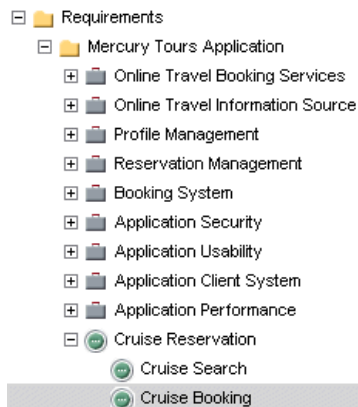 Requirements
Mercury Tours Application
Online Travel Booking Services
Online Travel Information Source
Profile Management
Reservation Management
Booking System
Application Security
Application Usability
Application Client System
Application Performance
Cruise Reservation
Cruise Search
Cruise Booking